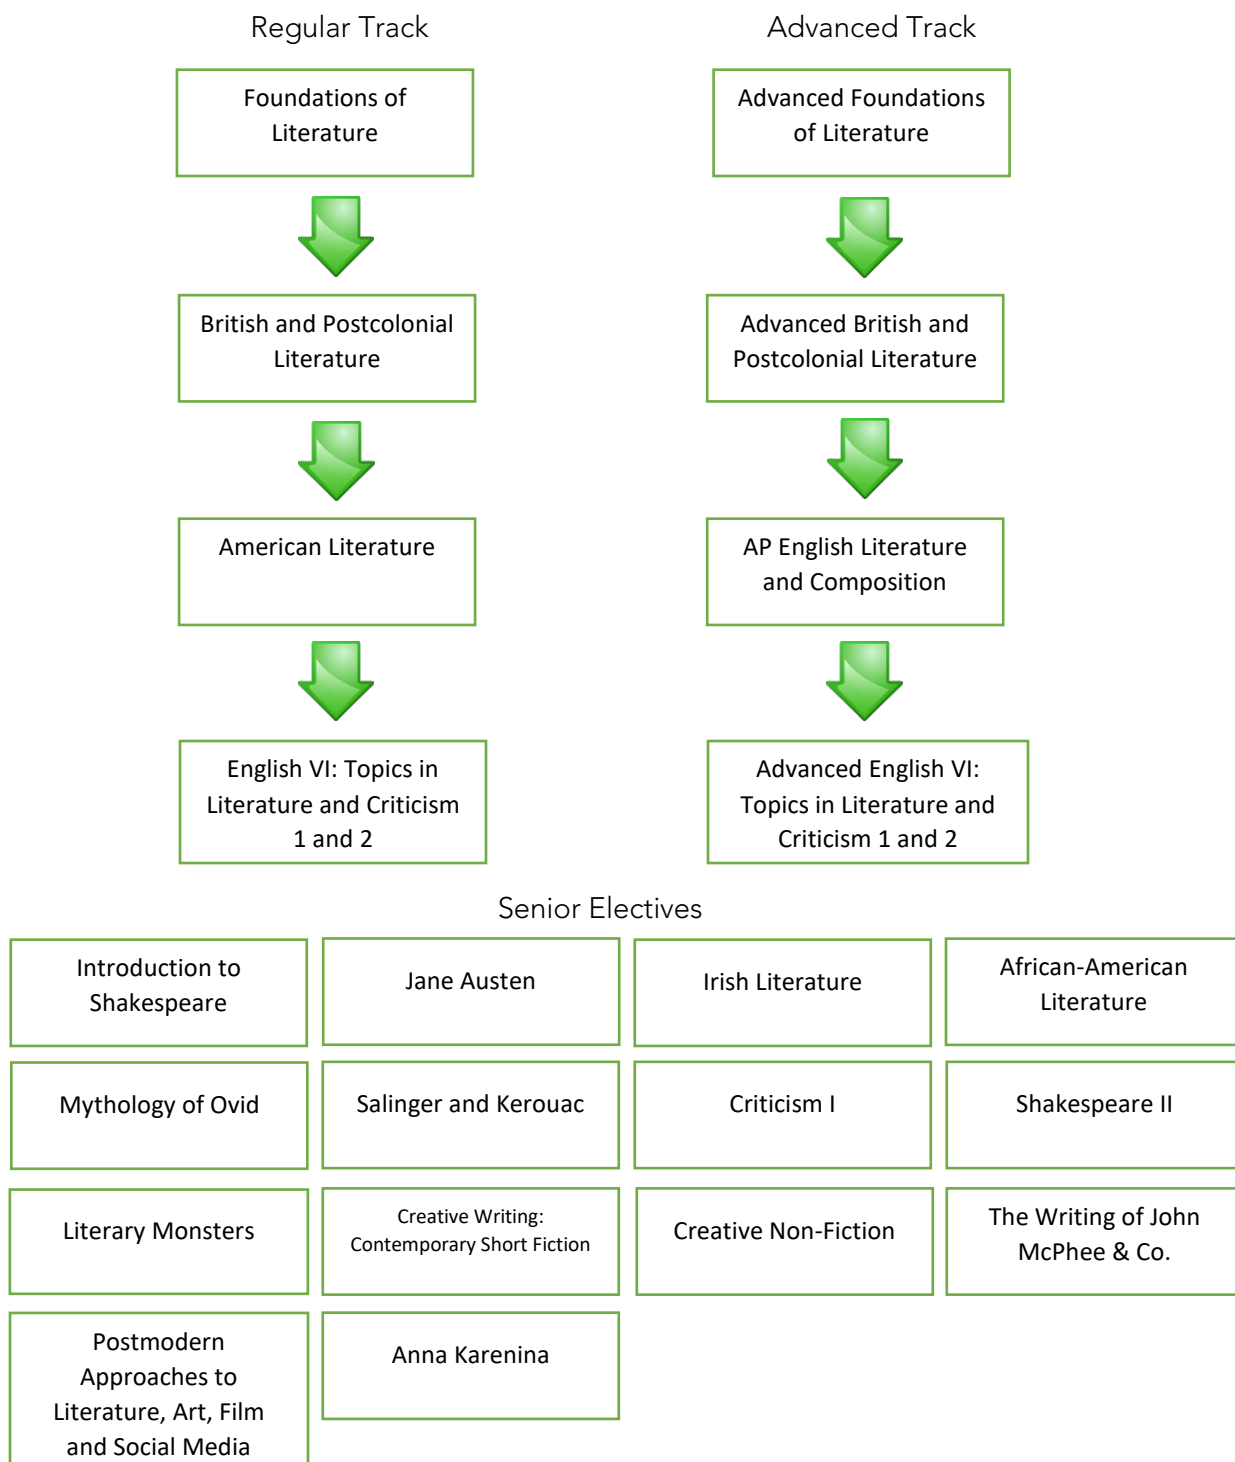 Regular Track
Advanced Track
Foundations of
Literature
Advanced Foundations
of Literature
British and Postcolonial
Literature
Advanced British and
Postcolonial Literature
American Literature
AP English Literature
and Composition
English VI: Topics in
Literature and Criticism
1 and 2
Advanced English VI:
Topics in Literature and
Criticism 1 and 2
Senior Electives
Introduction to
Shakespeare
Jane Austen
Irish Literature
African-American
Literature
Mythology of Ovid
Salinger and Kerouac
Criticism I
Shakespeare II
Literary Monsters
Creative Writing:
Contemporary Short Fiction
Creative Non-Fiction
The Writing of John
McPhee & Co.
Postmodern
Approaches to
Literature, Art, Film
and Social Media
Anna Karenina